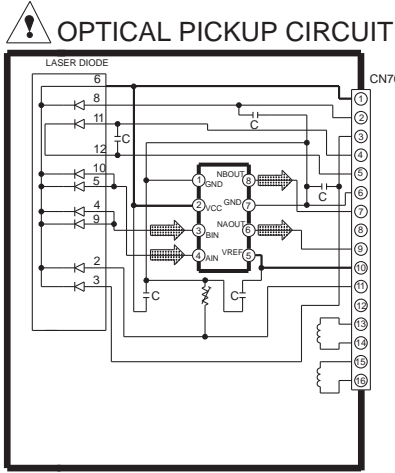 OPTICAL PICKUP CIRCUIT
LASER DIODE
6
8
11
12
10
5
4
9
2
3
C
C
C
C
C
1 GND
2 VCC
3 BIN
4 AIN
NBOUT 8
GND 7
NAOUT 6
VREF 5
1
2
3
4
5
6
7
8
9
10
11
12
13
14
15
16